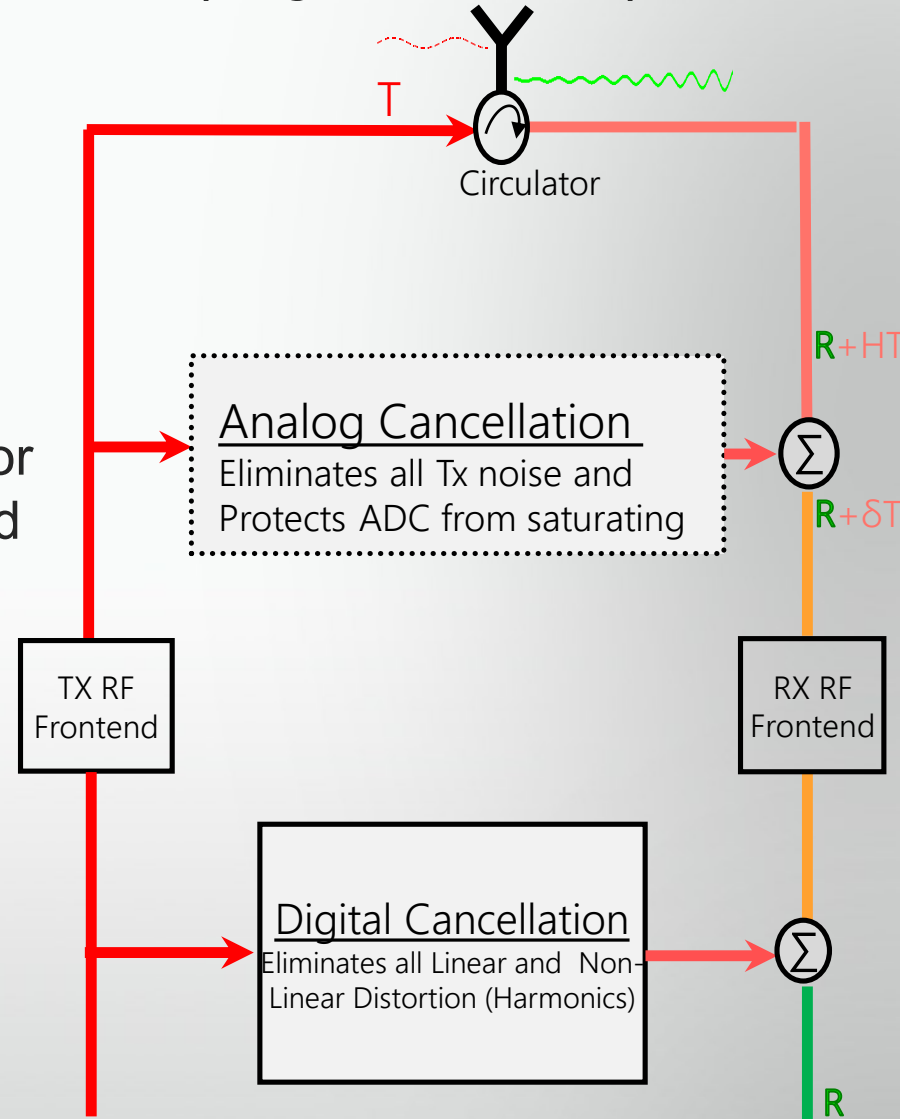 T
Circulator
R+HT
Analog Cancellation
Eliminates all Tx noise and
Protects ADC from saturating
Σ
or
d
R+δT
TX RF
Frontend
RX RF
Frontend
Digital Cancellation
Eliminates all Linear and Non-
Linear Distortion (Harmonics)
Σ
R